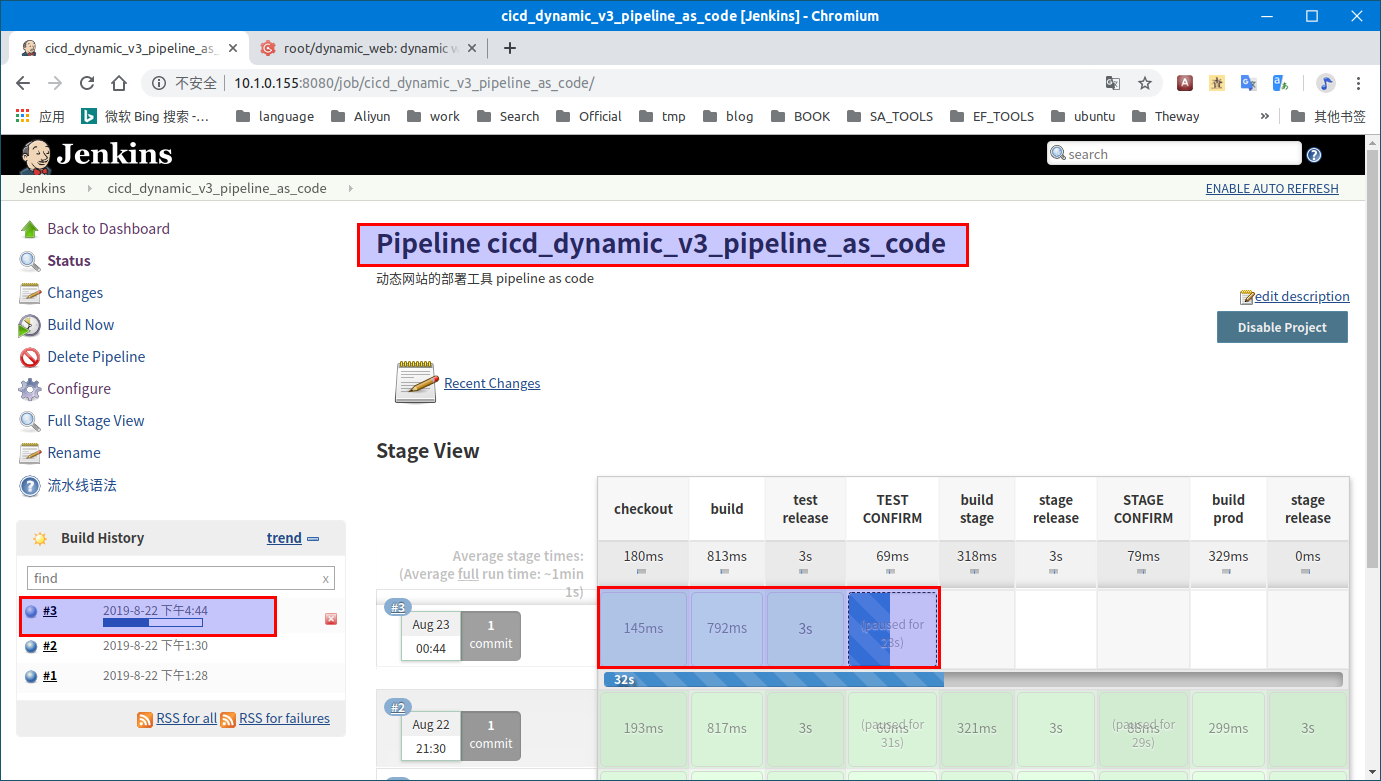 cicd_dynamic_v3_pipeline_as_code [Jenkins] - Chromium
cicd_dynamic_v3_pipeline_as_
root/dynamic_web: dynamic w
不安全
10.1.0.155:8080/job/cicd_dynamic_v3_pipeline_as_code/
应用
微软 Bing 搜索 -...
language
Aliyun
work
Search
Official
tmp
blog
BOOK
SA_TOOLS
EF_TOOLS
ubuntu
Theway
»
其他书签
Jenkins
search
Jenkins
cicd_dynamic_v3_pipeline_as_code
ENABLE AUTO REFRESH
Back to Dashboard
Status
Changes
Build Now
Delete Pipeline
Configure
Full Stage View
Rename
流水线语法
Build History
trend
find
x
#3
2019-8-22 下午4:44
#2
2019-8-22 下午1:30
#1
2019-8-22 下午1:28
RSS for all
RSS for failures
Pipeline cicd_dynamic_v3_pipeline_as_code
动态网站的部署工具 pipeline as code
edit description
Disable Project
Recent Changes
Stage View
checkout
build
test
release
TEST
CONFIRM
build
stage
stage
release
STAGE
CONFIRM
build
prod
stage
release
Average stage times:
(Average full run time: ~1min
1s)
180ms
813ms
3s
69ms
318ms
3s
79ms
329ms
0ms
#3
Aug 23
00:44
1
commit
145ms
792ms
3s
(paused for
28s)
32s
#2
Aug 22
21:30
1
commit
193ms
817ms
3s
(paused for
31s)
321ms
3s
(paused for
29s)
299ms
3s